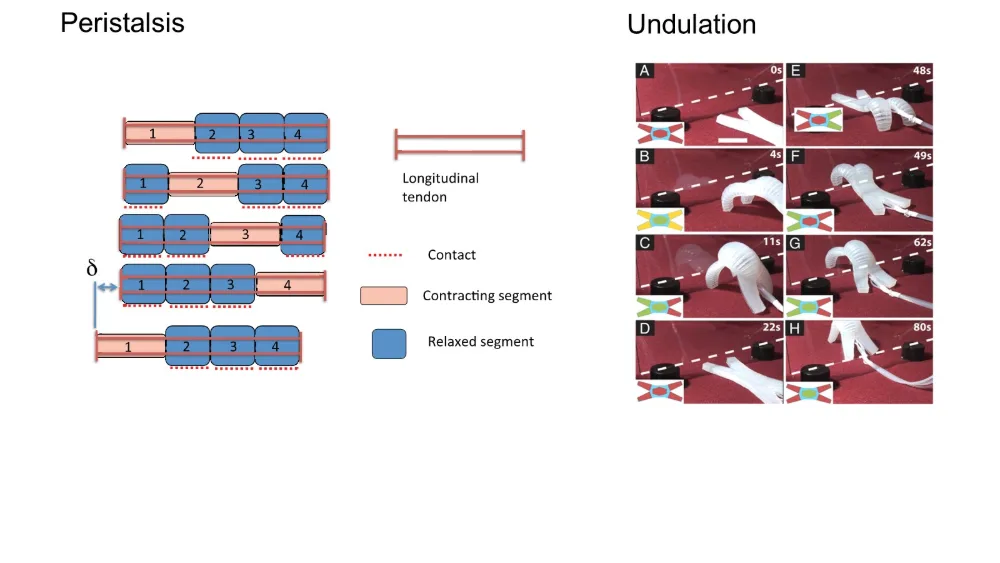 Peristalsis
Undulation
1 2 3 4
1 2 3 4
1 2 3 4
δ
1 2 3 4
1 2 3 4
Longitudinal
tendon
Contact
Contracting segment
Relaxed segment
A 0s
E 48s
B 4s
F 49s
C 11s
G 62s
D 22s
H 80s